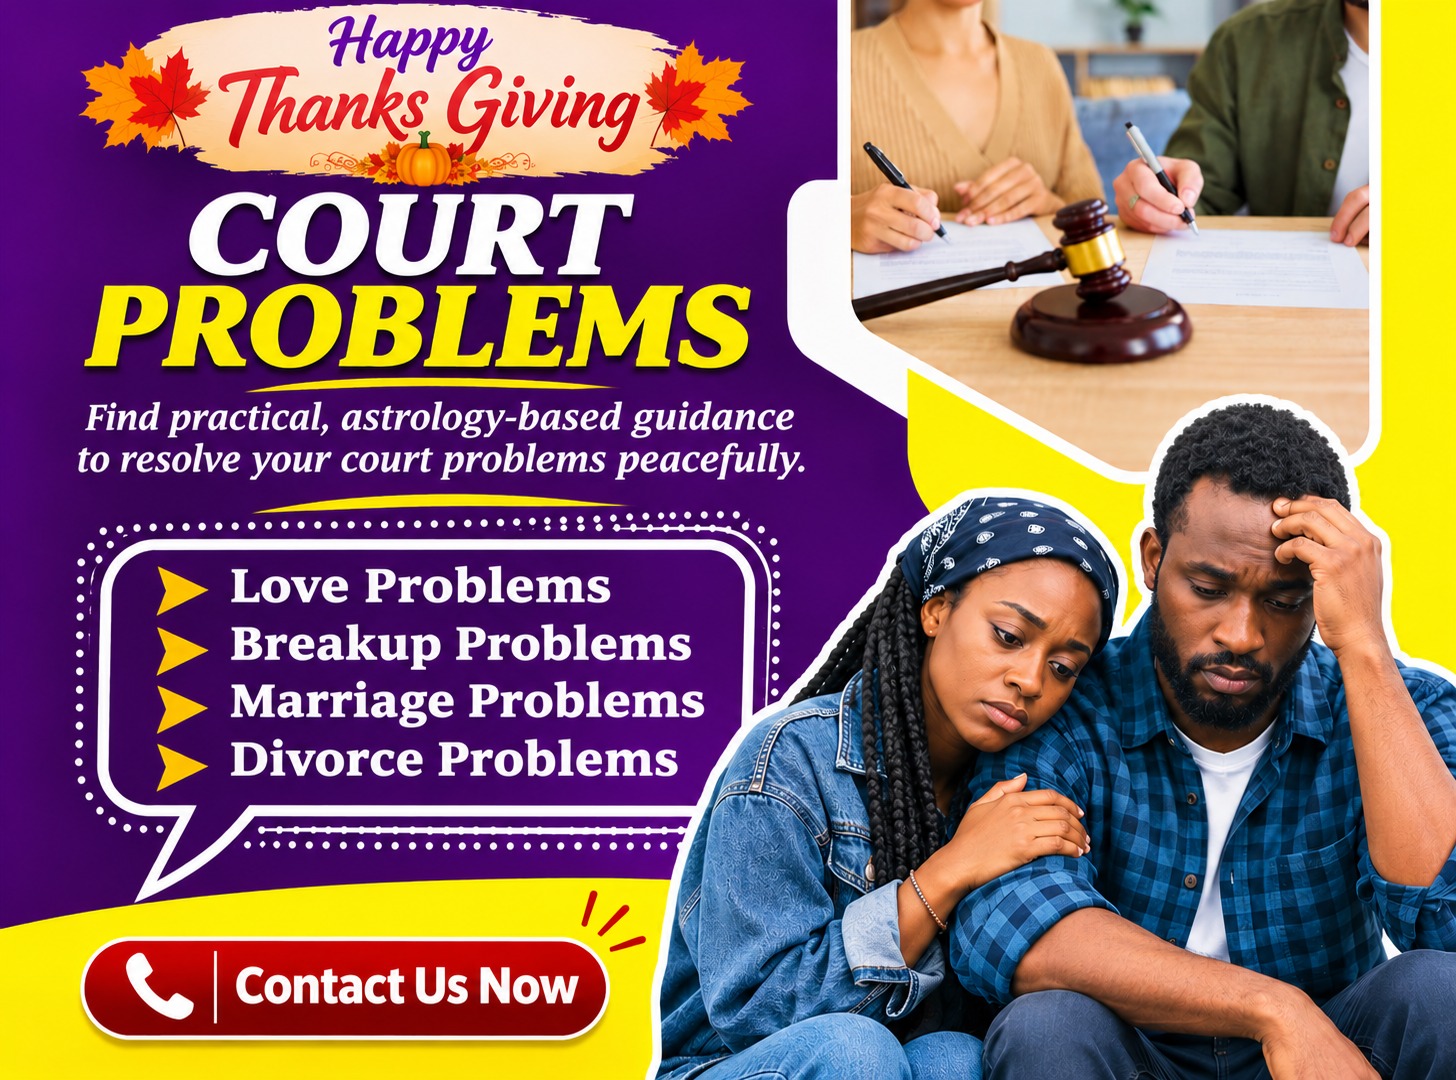 Happy
Thanks Giving
COURT
PROBLEMS
Find practical, astrology-based guidance
to resolve your court problems peacefully.
Love Problems
Breakup Problems
Marriage Problems
Divorce Problems
Contact Us Now